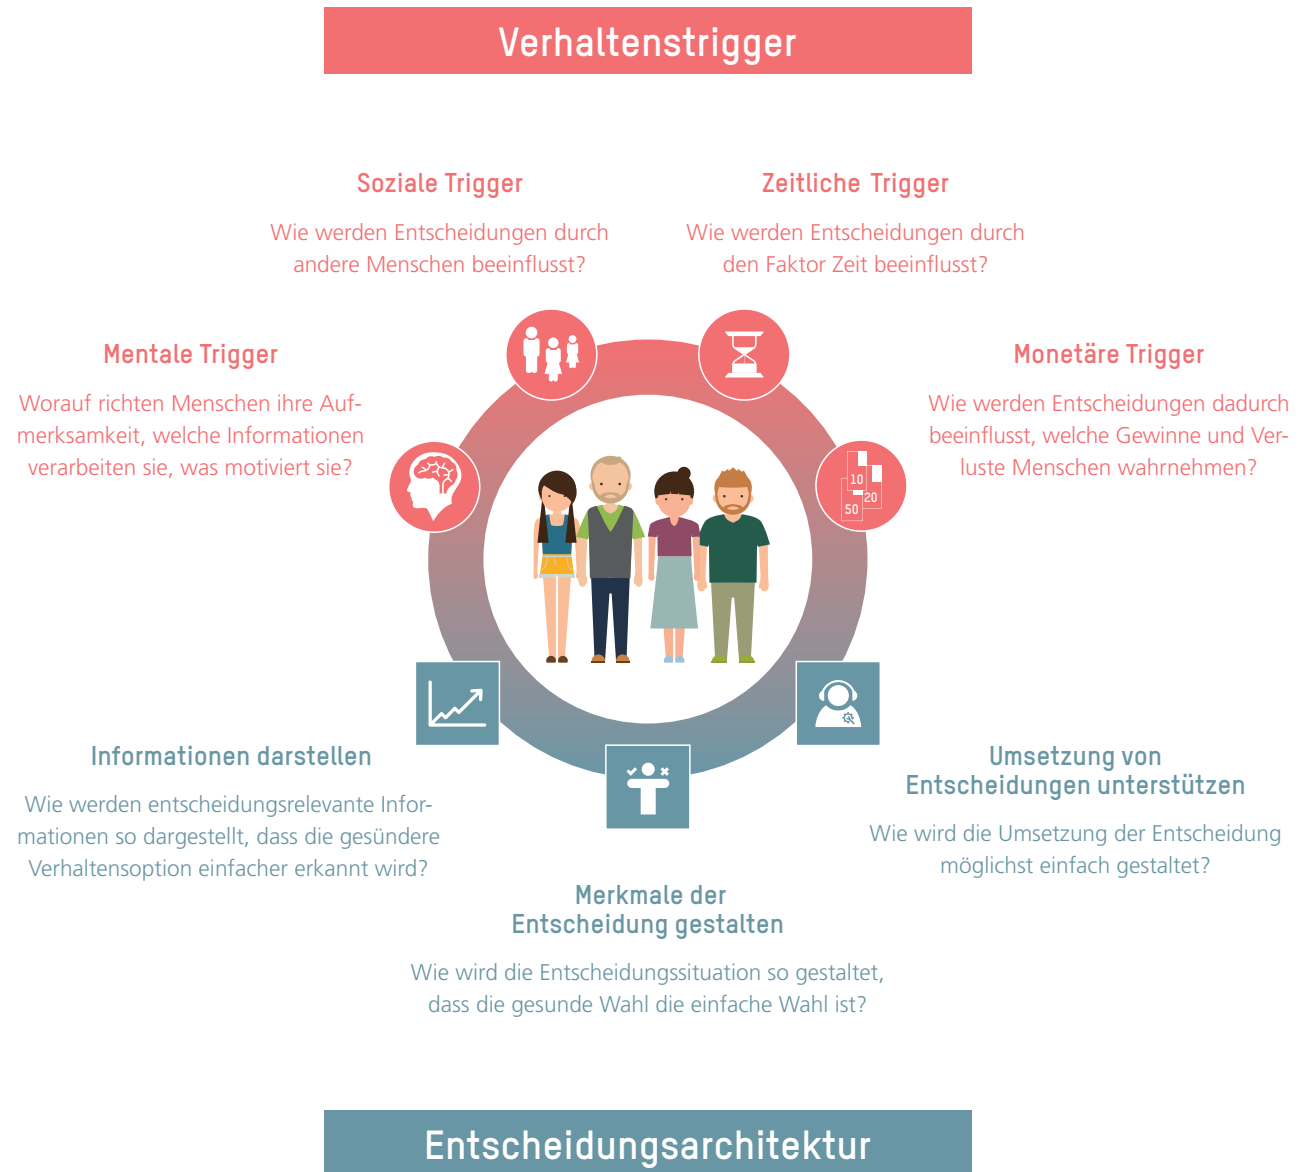 Verhaltenstrigger
Soziale Trigger
Wie werden Entscheidungen durch
andere Menschen beeinflusst?
Zeitliche Trigger
Wie werden Entscheidungen durch
den Faktor Zeit beeinflusst?
Mentale Trigger
Worauf richten Menschen ihre Auf-
merksamkeit, welche Informationen
verarbeiten sie, was motiviert sie?
Monetäre Trigger
Wie werden Entscheidungen dadurch
beeinflusst, welche Gewinne und Ver-
luste Menschen wahrnehmen?
10
20
50
Informationen darstellen
Wie werden entscheidungsrelevante Infor-
mationen so dargestellt, dass die gesündere
Verhaltensoption einfacher erkannt wird?
Umsetzung von
Entscheidungen unterstützen
Wie wird die Umsetzung der Entscheidung
möglichst einfach gestaltet?
Merkmale der
Entscheidung gestalten
Wie wird die Entscheidungssituation so gestaltet,
dass die gesunde Wahl die einfache Wahl ist?
Entscheidungsarchitektur